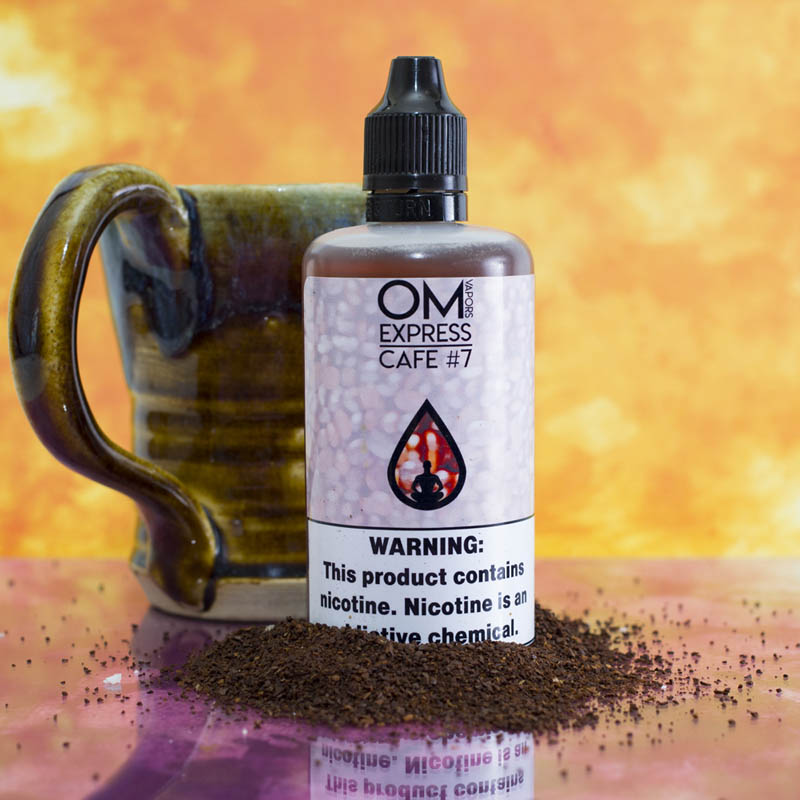 OM
VAPORS
EXPRESS
CAFE #7
WARNING:
This product contains
nicotine. Nicotine is an
chemical.